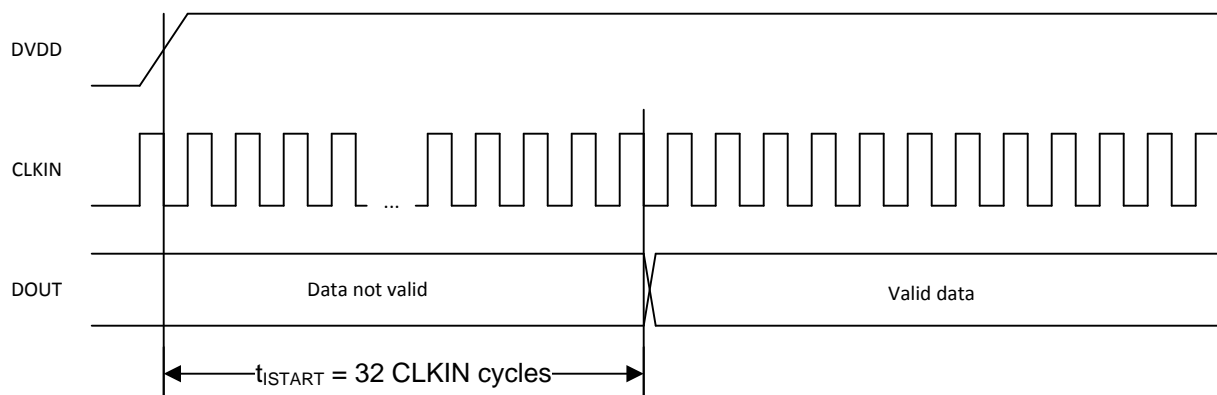 DVDD
CLKIN
...
DOUT
Data not valid
Valid data
tISTART = 32 CLKIN cycles